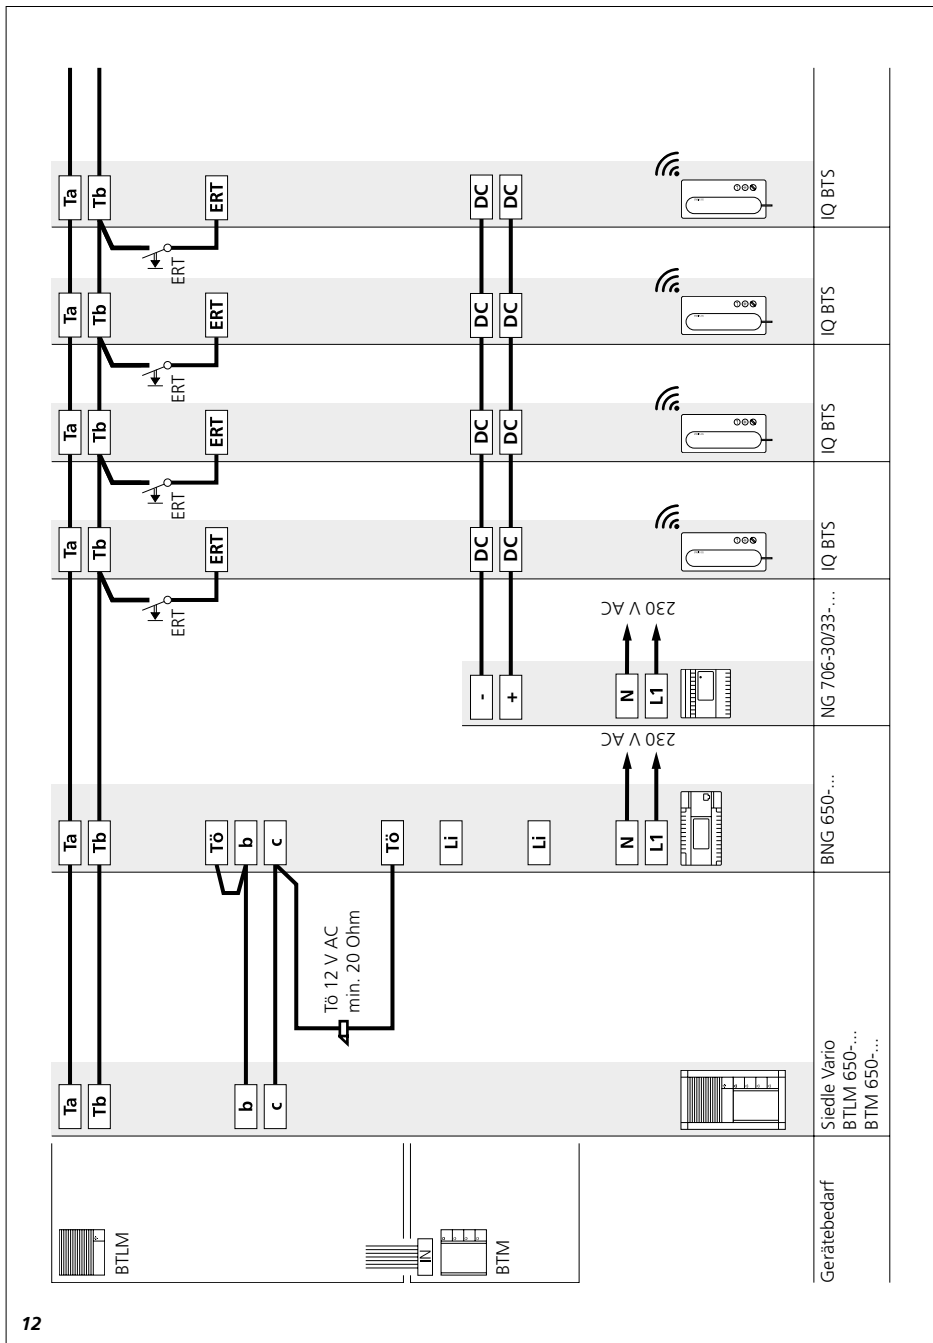 Ta Ta Ta Ta Ta Ta
Tb Tb Tb Tb Tb Tb
BTLM
ERT ERT ERT ERT
Tö ERT ERT ERT ERT
b b
c c
Tö 12 V AC
min. 20 Ohm
Tö
IN
Li
- DC DC DC DC
BTM
+ DC DC DC DC
Li
N N
230 V AC 230 V AC
L1 L1
Gerätebedarf
Siedle Vario
BTLM 650-…
BTM 650-…
BNG 650-…
NG 706-30/33-…
IQ BTS
IQ BTS
IQ BTS
IQ BTS
12